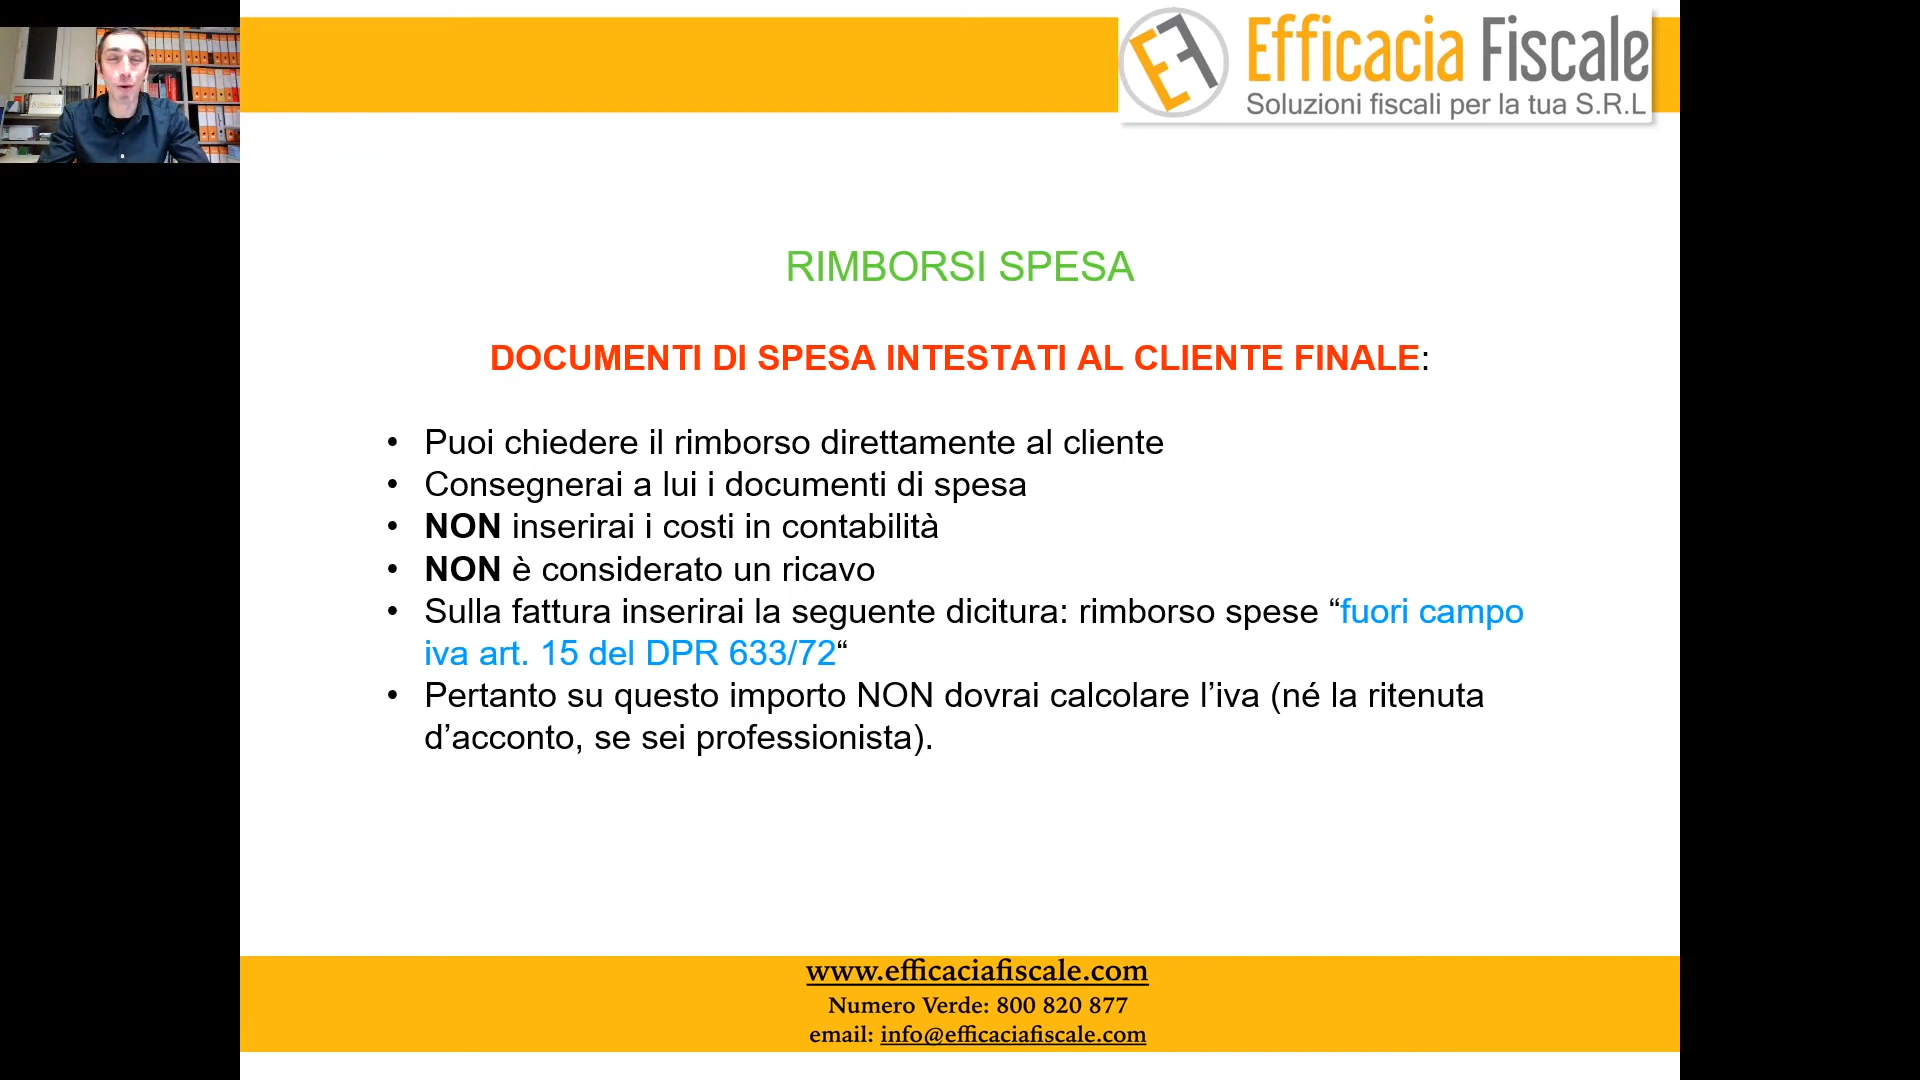 Efficacia Fiscale
Soluzioni fiscali per la tua S.R.L
RIMBORSI SPESA
DOCUMENTI DI SPESA INTESTATI AL CLIENTE FINALE:
• Puoi chiedere il rimborso direttamente al cliente
• Consegnerai a lui i documenti di spesa
• NON inserirai i costi in contabilità
• NON è considerato un ricavo
• Sulla fattura inserirai la seguente dicitura: rimborso spese “fuori campo
iva art. 15 del DPR 633/72“
• Pertanto su questo importo NON dovrai calcolare l’iva (né la ritenuta
d’acconto, se sei professionista).
www.efficaciafiscale.com
Numero Verde: 800 820 877
email: info@efficaciafiscale.com